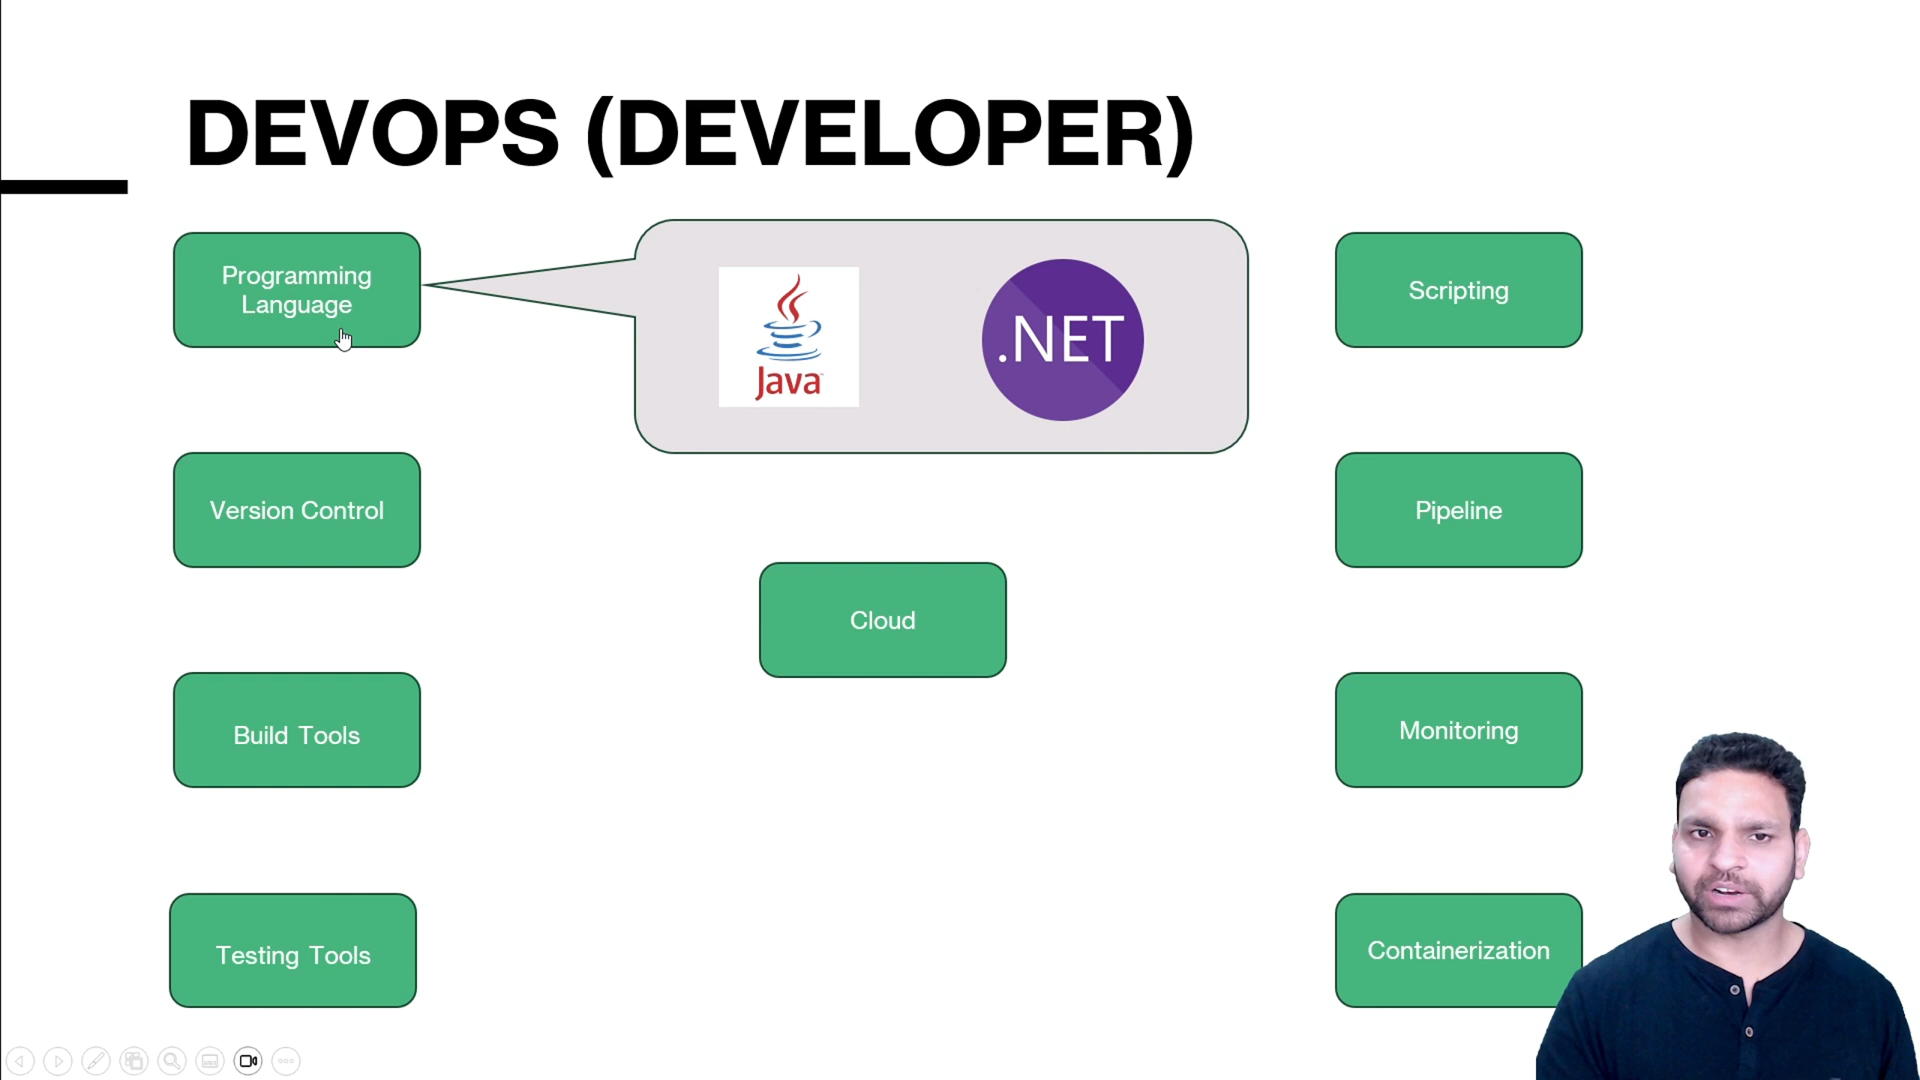 DEVOPS (DEVELOPER)
Programming
Language
Java
.NET
Scripting
Version Control
Pipeline
Cloud
Build Tools
Monitoring
Testing Tools
Containerization